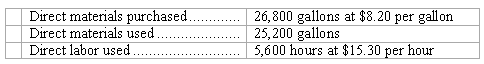 Direct materials purchased............. 26,800 gallons at $8.20 per gallon
Direct materials used..................... 25,200 gallons
Direct labor used........................... 5,600 hours at $15.30 per hour